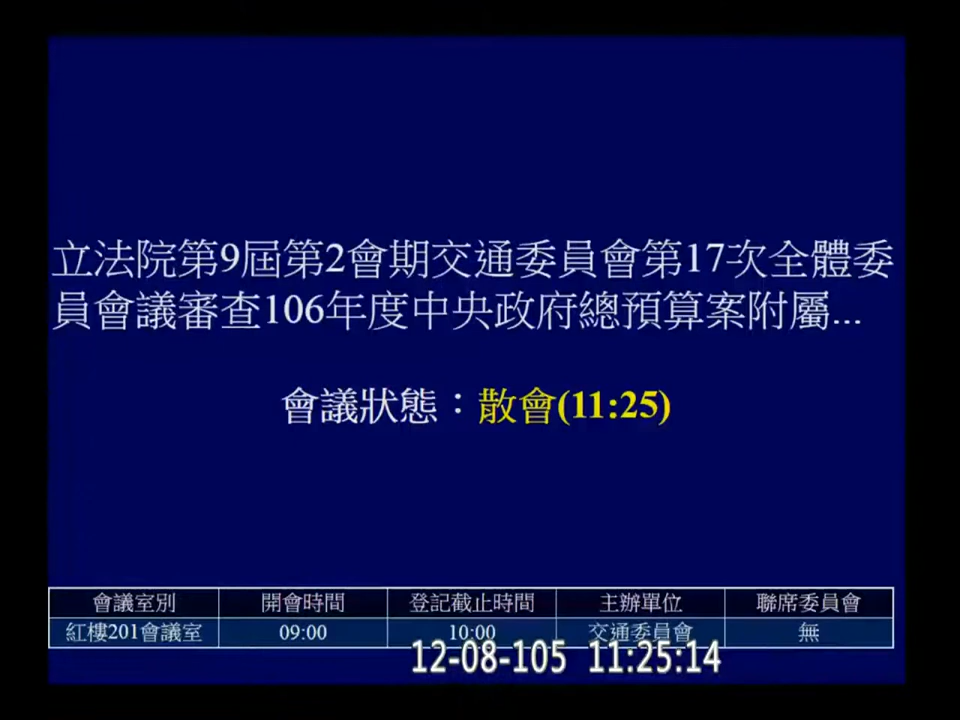 立法院第9屆第2會期交通委員會第17次全體委
員會議審查106年度中央政府總預算案附屬...
會議狀態：散會(11:25)
會議室別 開會時間 登記截止時間 主辦單位 聯席委員會
紅樓201會議室 09:00 10:00 交通委員會 無
12-08-105 11:25:14